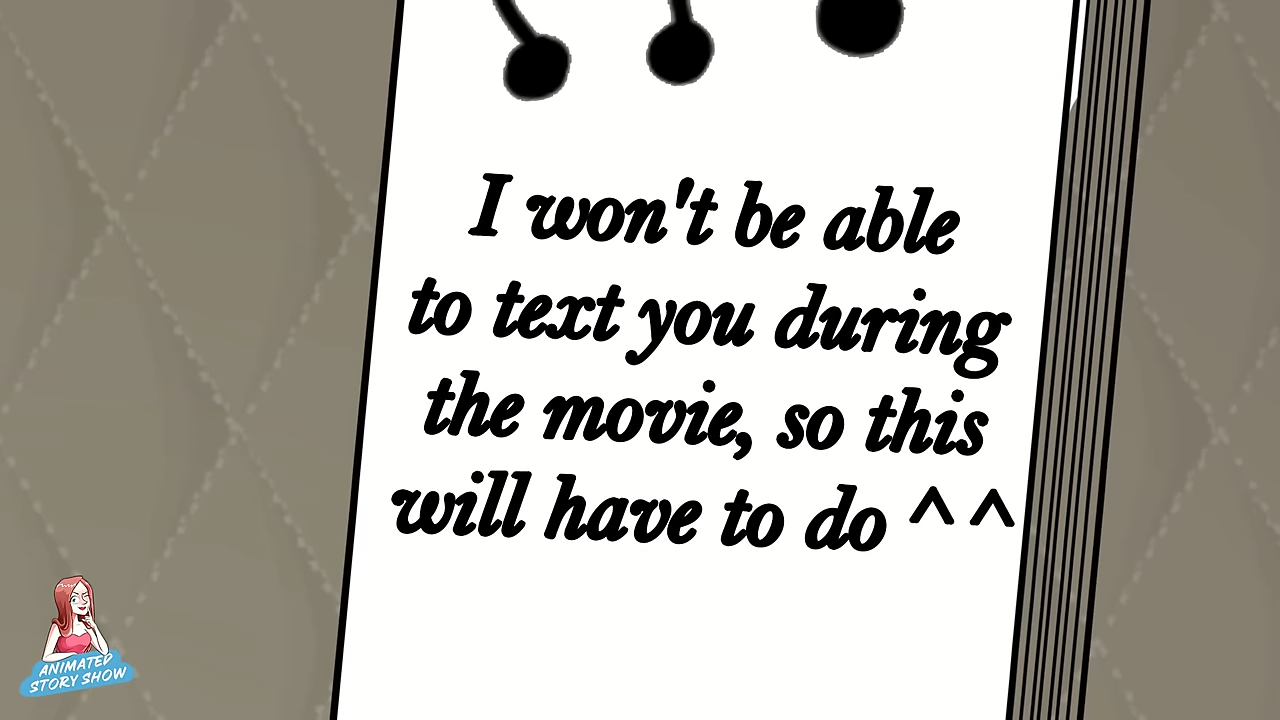 I won't be able
to text you during
the movie, so this
will have to do ^^
ANIMATED
STORY SHOW